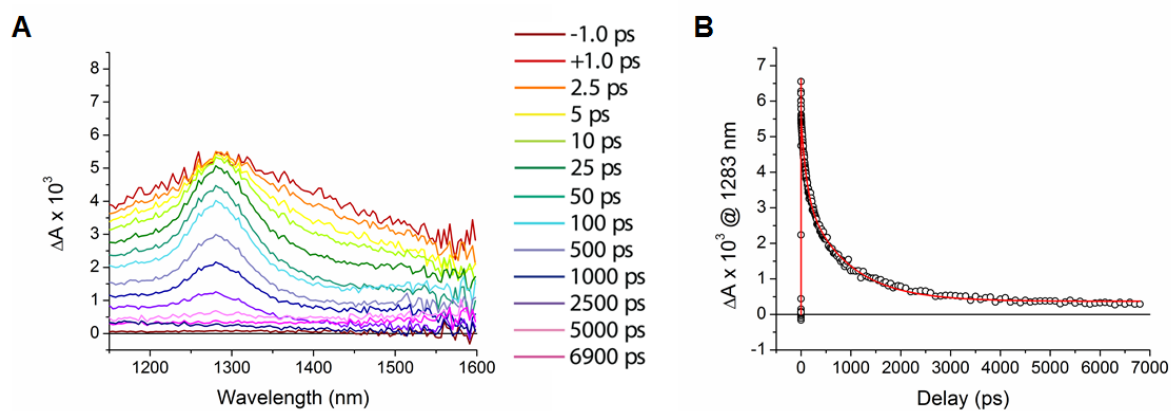 A
ΔA x 10³
8
7
6
5
4
3
2
1
0
1200 1300 1400 1500 1600
Wavelength (nm)
-1.0 ps
+1.0 ps
2.5 ps
5 ps
10 ps
25 ps
50 ps
100 ps
500 ps
1000 ps
2500 ps
5000 ps
6900 ps
B
ΔA x 10³ @ 1283 nm
7
6
5
4
3
2
1
0
-1
0 1000 2000 3000 4000 5000 6000 7000
Delay (ps)